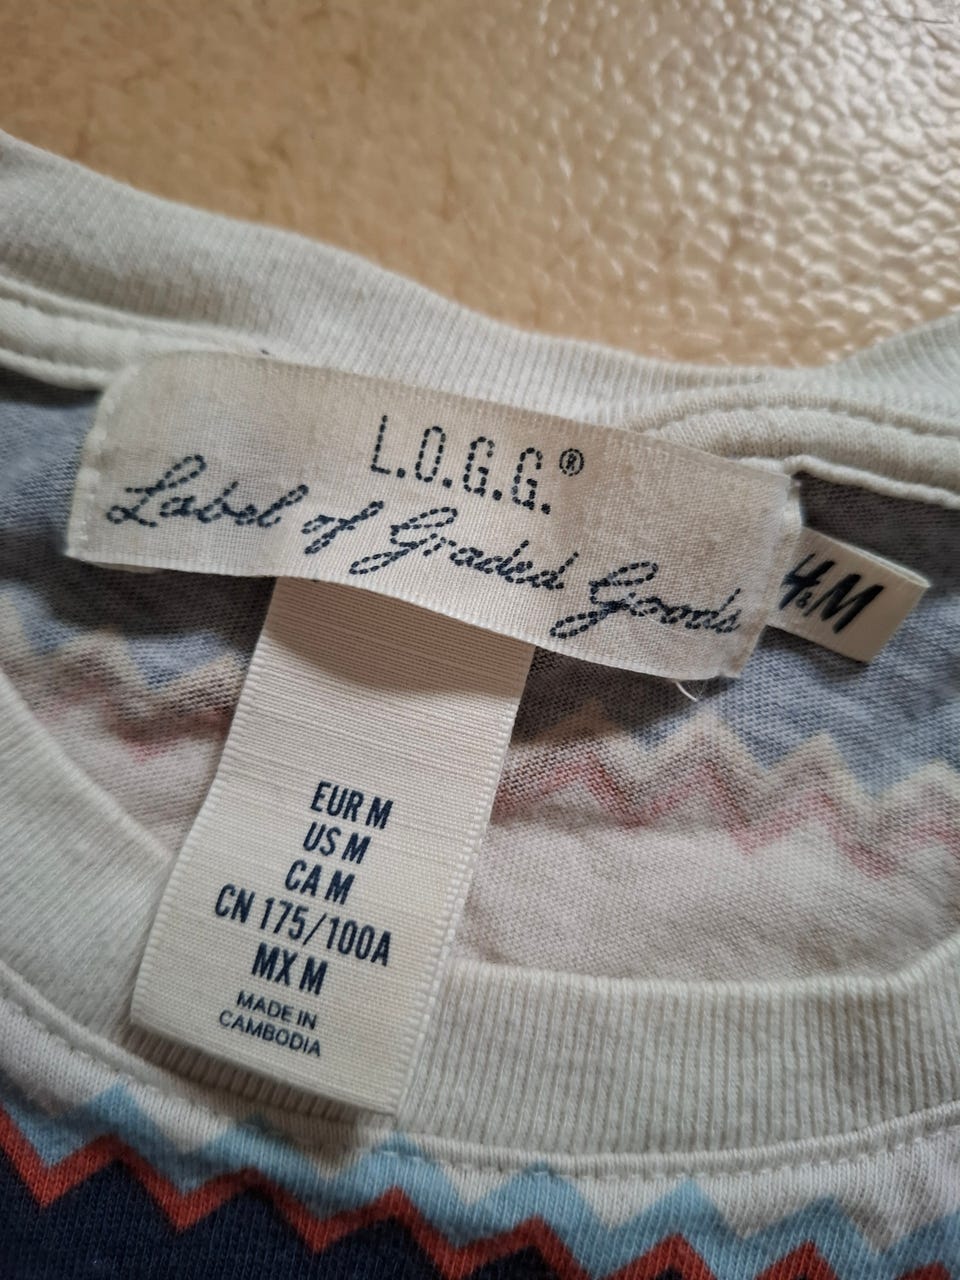 L.O.G.G.®
Label of Graded Goods
H&M
EUR M
US M
CA M
CN 175/100A
MX M
MADE IN
CAMBODIA